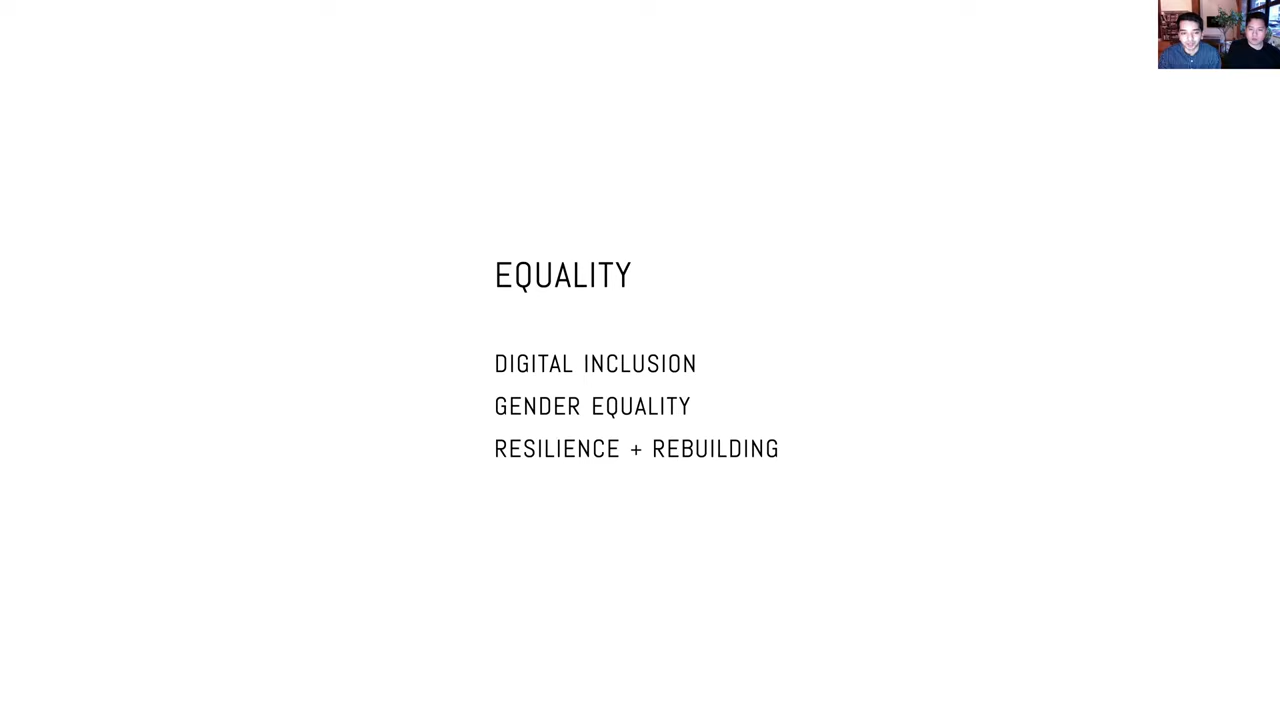 EQUALITY
DIGITAL INCLUSION
GENDER EQUALITY
RESILIENCE + REBUILDING